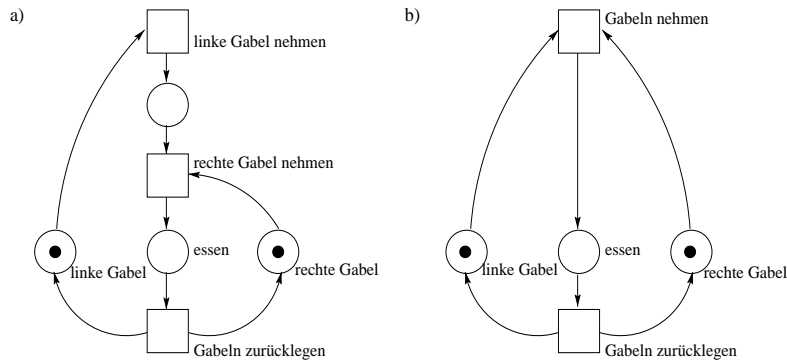 a)
linke Gabel nehmen
rechte Gabel nehmen
essen
linke Gabel
rechte Gabel
Gabeln zurücklegen
b)
Gabeln nehmen
essen
linke Gabel
rechte Gabel
Gabeln zurücklegen